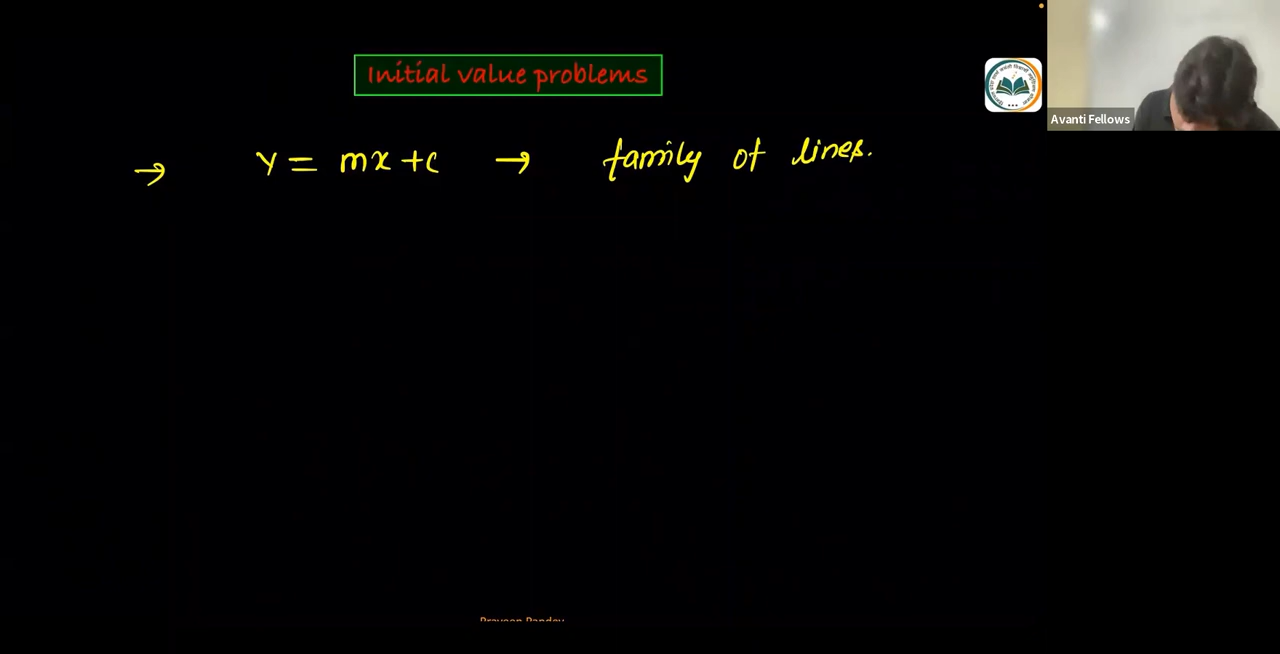 Initial value problems
Avanti Fellows
→ y = mx + c → family of lines.